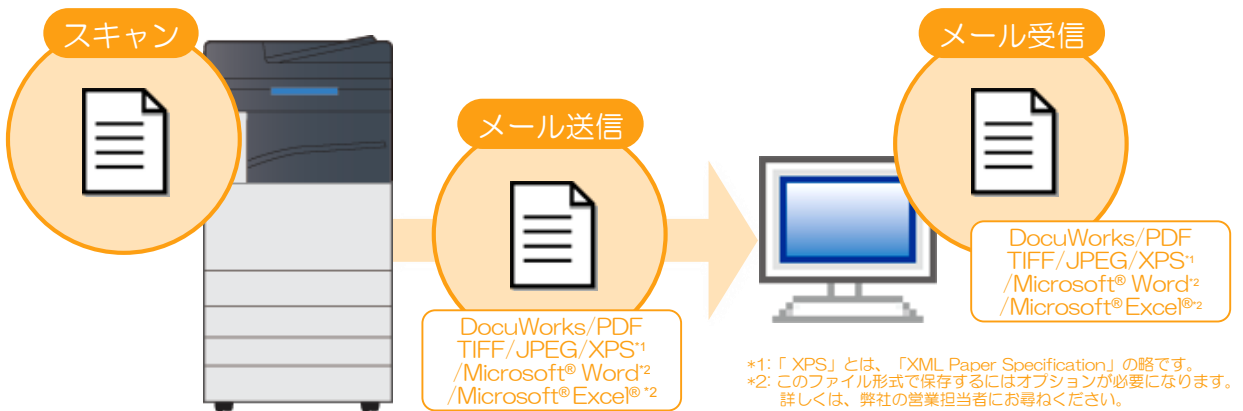 スキャン
メール送信
DocuWorks/PDF
TIFF/JPEG/XPS*1
/Microsoft® Word*2
/Microsoft® Excel® *2
メール受信
DocuWorks/PDF
TIFF/JPEG/XPS*1
/Microsoft® Word*2
/Microsoft® Excel®*2
*1:「 XPS」とは、「XML Paper Specification」の略です。
*2: このファイル形式で保存するにはオプションが必要になります。
詳しくは、弊社の営業担当者にお尋ねください。